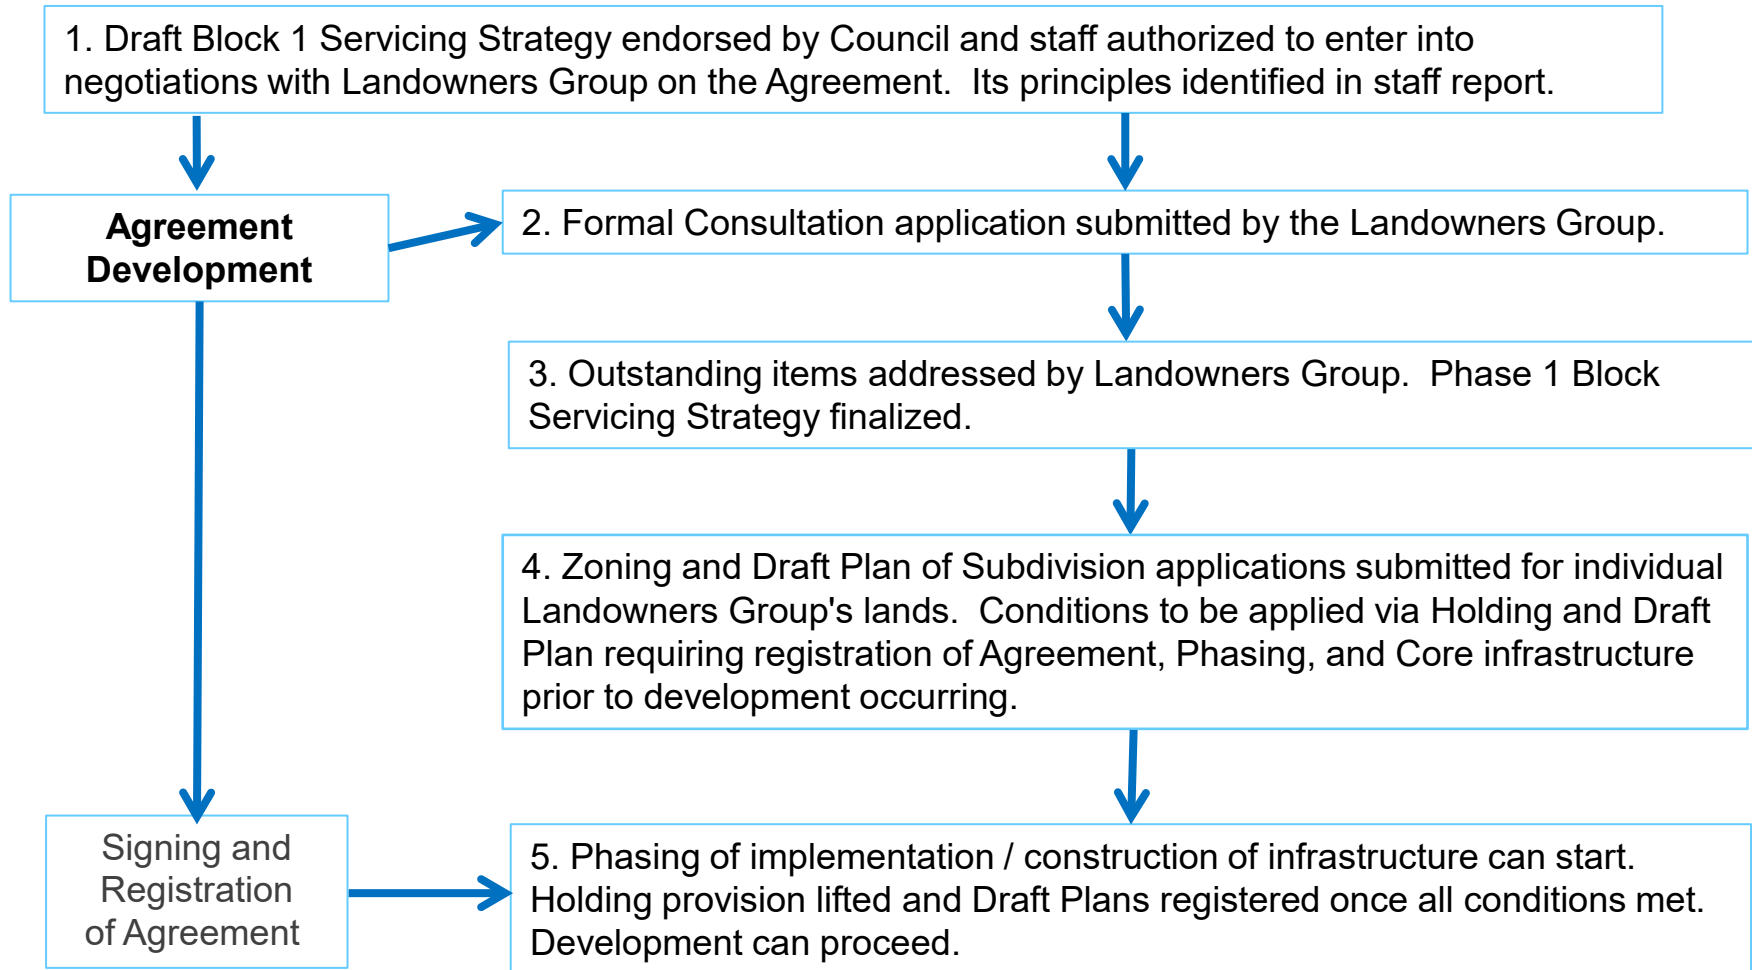 1. Draft Block 1 Servicing Strategy endorsed by Council and staff authorized to enter into
negotiations with Landowners Group on the Agreement.  Its principles identified in staff report.
Agreement
Development
2. Formal Consultation application submitted by the Landowners Group.
3. Outstanding items addressed by Landowners Group.  Phase 1 Block
Servicing Strategy finalized.
4. Zoning and Draft Plan of Subdivision applications submitted for individual
Landowners Group's lands.  Conditions to be applied via Holding and Draft
Plan requiring registration of Agreement, Phasing, and Core infrastructure
prior to development occurring.
Signing and
Registration
of Agreement
5. Phasing of implementation / construction of infrastructure can start.
Holding provision lifted and Draft Plans registered once all conditions met.
Development can proceed.